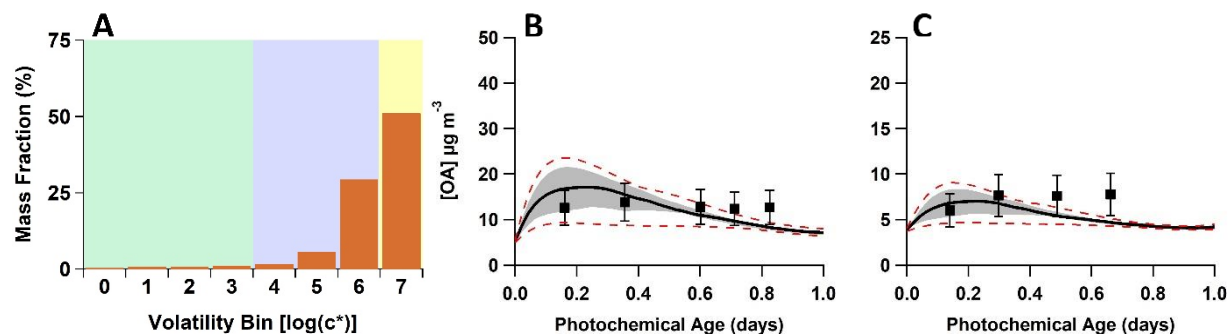 A
75
50
25
0
Mass Fraction (%)
0 1 2 3 4 5 6 7
Volatility Bin [log(c*)]
B
50
40
30
20
10
0
[OA] µg m⁻³
0.0 0.2 0.4 0.6 0.8 1.0
Photochemical Age (days)
C
25
20
15
10
5
0
0.0 0.2 0.4 0.6 0.8 1.0
Photochemical Age (days)